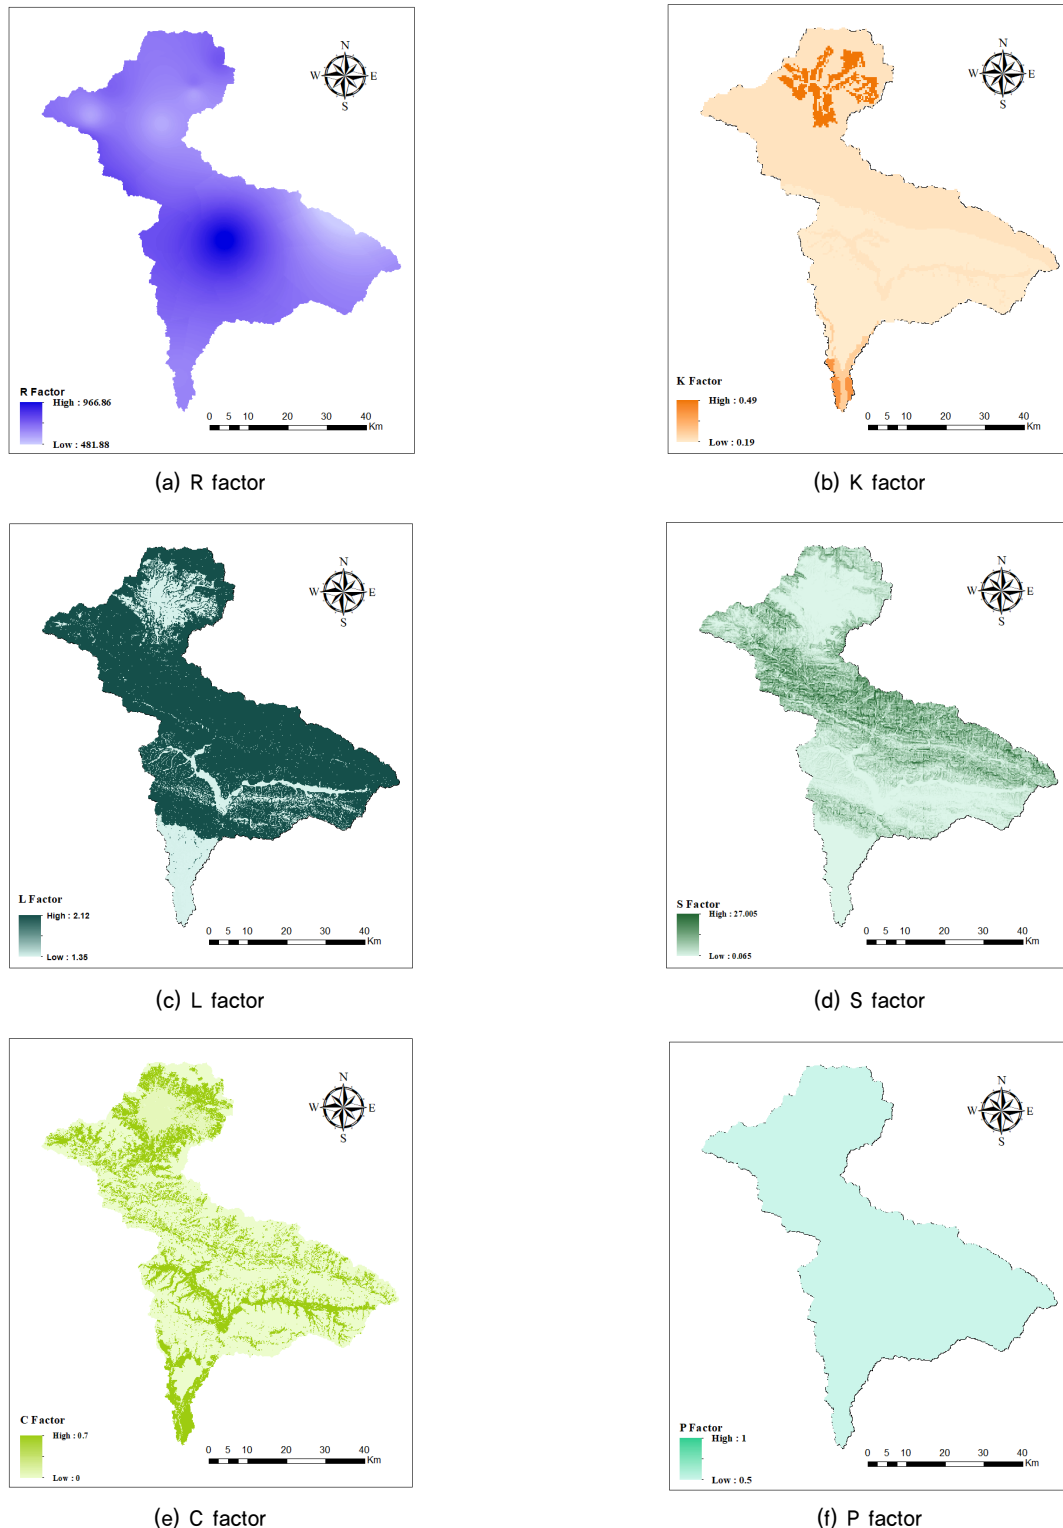 N
W E
S
R Factor
High : 966.86
Low : 481.88
0 5 10 20 30 40
Km
(a) R factor
N
W E
S
K Factor
High : 0.49
Low : 0.19
0 5 10 20 30 40
Km
(b) K factor
N
W E
S
L Factor
High : 2.12
Low : 1.35
0 5 10 20 30 40
Km
(c) L factor
N
W E
S
S Factor
High : 27.005
Low : 0.065
0 5 10 20 30 40
Km
(d) S factor
N
W E
S
C Factor
High : 0.7
Low : 0
0 5 10 20 30 40
Km
(e) C factor
N
W E
S
P Factor
High : 1
Low : 0.5
0 5 10 20 30 40
Km
(f) P factor